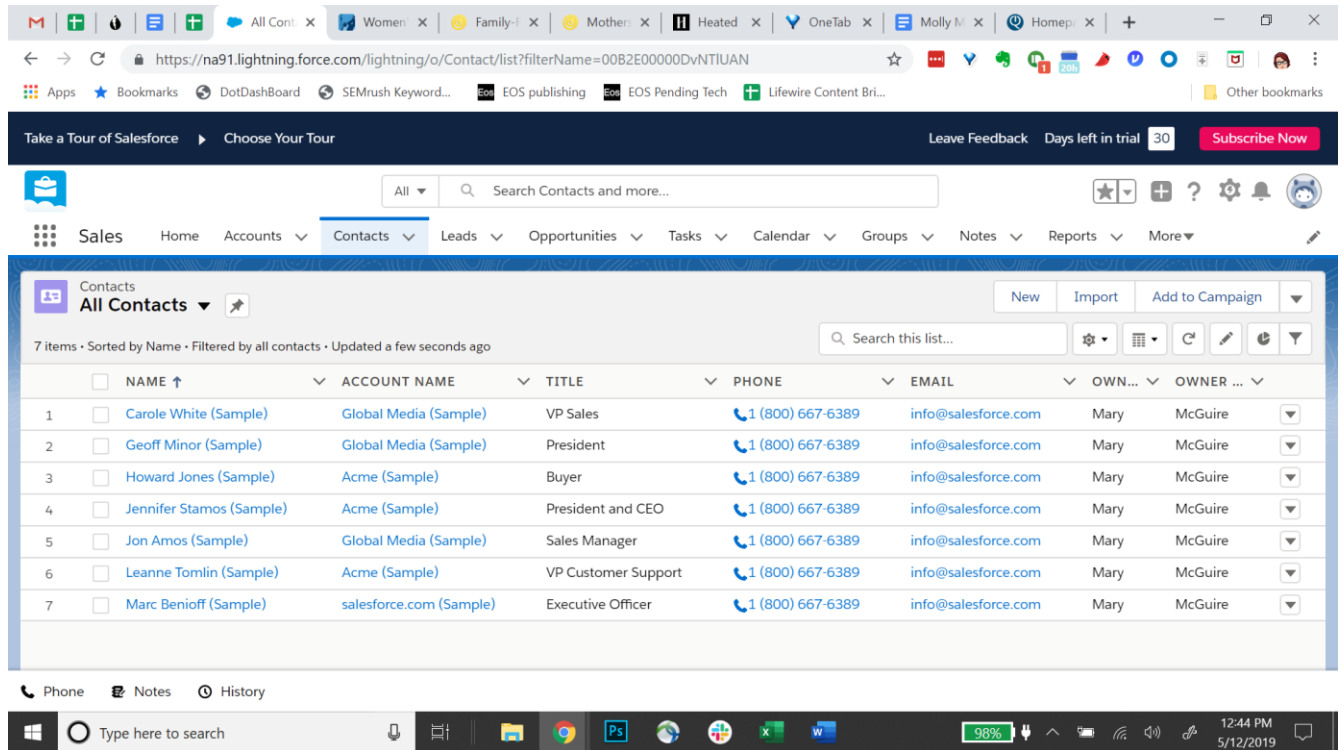 All Cont
Women'
Family-F
Mothers
Heated
OneTab
Molly M
Homep
https://na91.lightning.force.com/lightning/o/Contact/list?filterName=00B2E00000DvNTlUAN
1
20h
Apps Bookmarks DotDashBoard SEMrush Keyword... EOS EOS publishing EOS EOS Pending Tech Lifewire Content Bri... Other bookmarks
Take a Tour of Salesforce Choose Your Tour Leave Feedback Days left in trial 30 Subscribe Now
All Search Contacts and more...
Sales Home Accounts Contacts Leads Opportunities Tasks Calendar Groups Notes Reports More
Contacts
All Contacts
New Import Add to Campaign
7 items • Sorted by Name • Filtered by all contacts • Updated a few seconds ago
Search this list...
NAME ACCOUNT NAME TITLE PHONE EMAIL OWN... OWNER ...
1 Carole White (Sample) Global Media (Sample) VP Sales 1 (800) 667-6389 info@salesforce.com Mary McGuire
2 Geoff Minor (Sample) Global Media (Sample) President 1 (800) 667-6389 info@salesforce.com Mary McGuire
3 Howard Jones (Sample) Acme (Sample) Buyer 1 (800) 667-6389 info@salesforce.com Mary McGuire
4 Jennifer Stamos (Sample) Acme (Sample) President and CEO 1 (800) 667-6389 info@salesforce.com Mary McGuire
5 Jon Amos (Sample) Global Media (Sample) Sales Manager 1 (800) 667-6389 info@salesforce.com Mary McGuire
6 Leanne Tomlin (Sample) Acme (Sample) VP Customer Support 1 (800) 667-6389 info@salesforce.com Mary McGuire
7 Marc Benioff (Sample) salesforce.com (Sample) Executive Officer 1 (800) 667-6389 info@salesforce.com Mary McGuire
Phone Notes History
Type here to search
Ps
98%
12:44 PM
5/12/2019